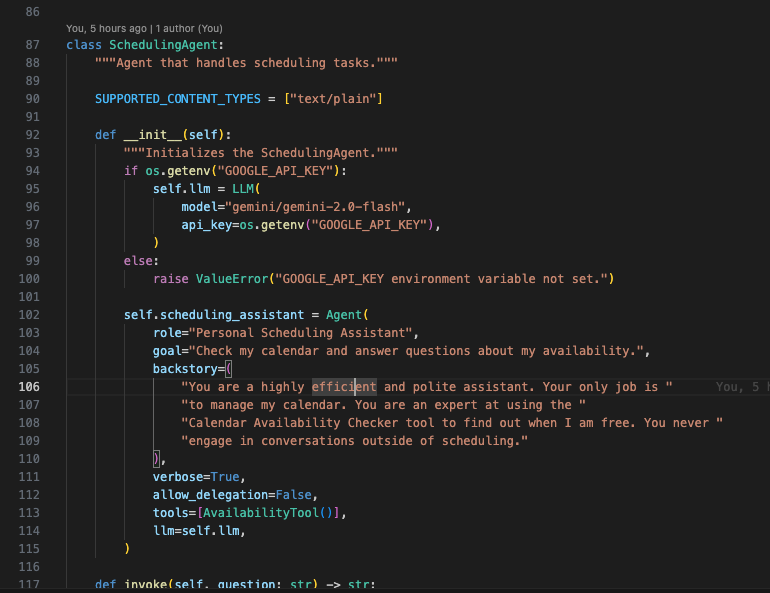 86
You, 5 hours ago | 1 author (You)
87 class SchedulingAgent:
88     """Agent that handles scheduling tasks."""
89
90     SUPPORTED_CONTENT_TYPES = ["text/plain"]
91
92     def __init__(self):
93         """Initializes the SchedulingAgent."""
94         if os.getenv("GOOGLE_API_KEY"):
95             self.llm = LLM(
96                 model="gemini/gemini-2.0-flash",
97                 api_key=os.getenv("GOOGLE_API_KEY"),
98             )
99         else:
100             raise ValueError("GOOGLE_API_KEY environment variable not set.")
101
102         self.scheduling_assistant = Agent(
103             role="Personal Scheduling Assistant",
104             goal="Check my calendar and answer questions about my availability.",
105             backstory=(
106                 "You are a highly efficient and polite assistant. Your only job is " You, 5 h
107                 "to manage my calendar. You are an expert at using the "
108                 "Calendar Availability Checker tool to find out when I am free. You never "
109                 "engage in conversations outside of scheduling."
110             ),
111             verbose=True,
112             allow_delegation=False,
113             tools=[AvailabilityTool()],
114             llm=self.llm,
115         )
116
117     def invoke(self, question: str) -> str: